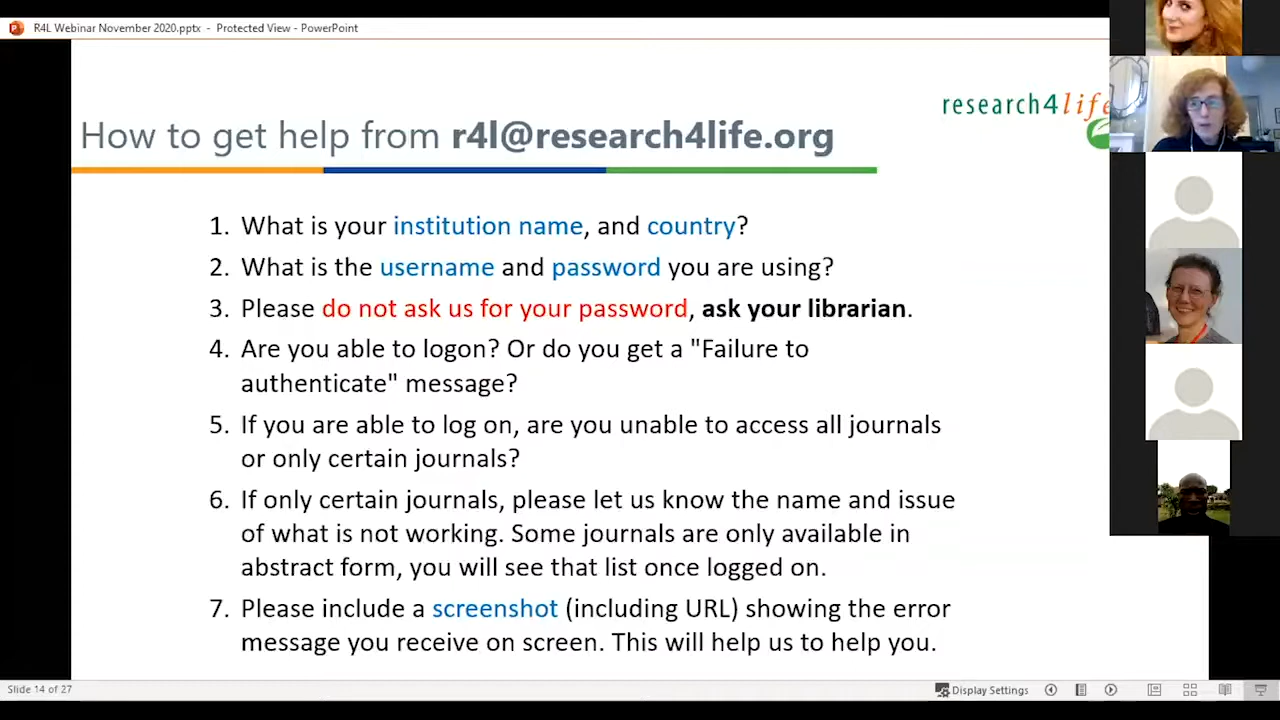 R4L Webinar November 2020.pptx - Protected View - PowerPoint
research4life
How to get help from r4l@research4life.org
1. What is your institution name, and country?
2. What is the username and password you are using?
3. Please do not ask us for your password, ask your librarian.
4. Are you able to logon? Or do you get a "Failure to
authenticate" message?
5. If you are able to log on, are you unable to access all journals
or only certain journals?
6. If only certain journals, please let us know the name and issue
of what is not working. Some journals are only available in
abstract form, you will see that list once logged on.
7. Please include a screenshot (including URL) showing the error
message you receive on screen. This will help us to help you.
Slide 14 of 27
Display Settings